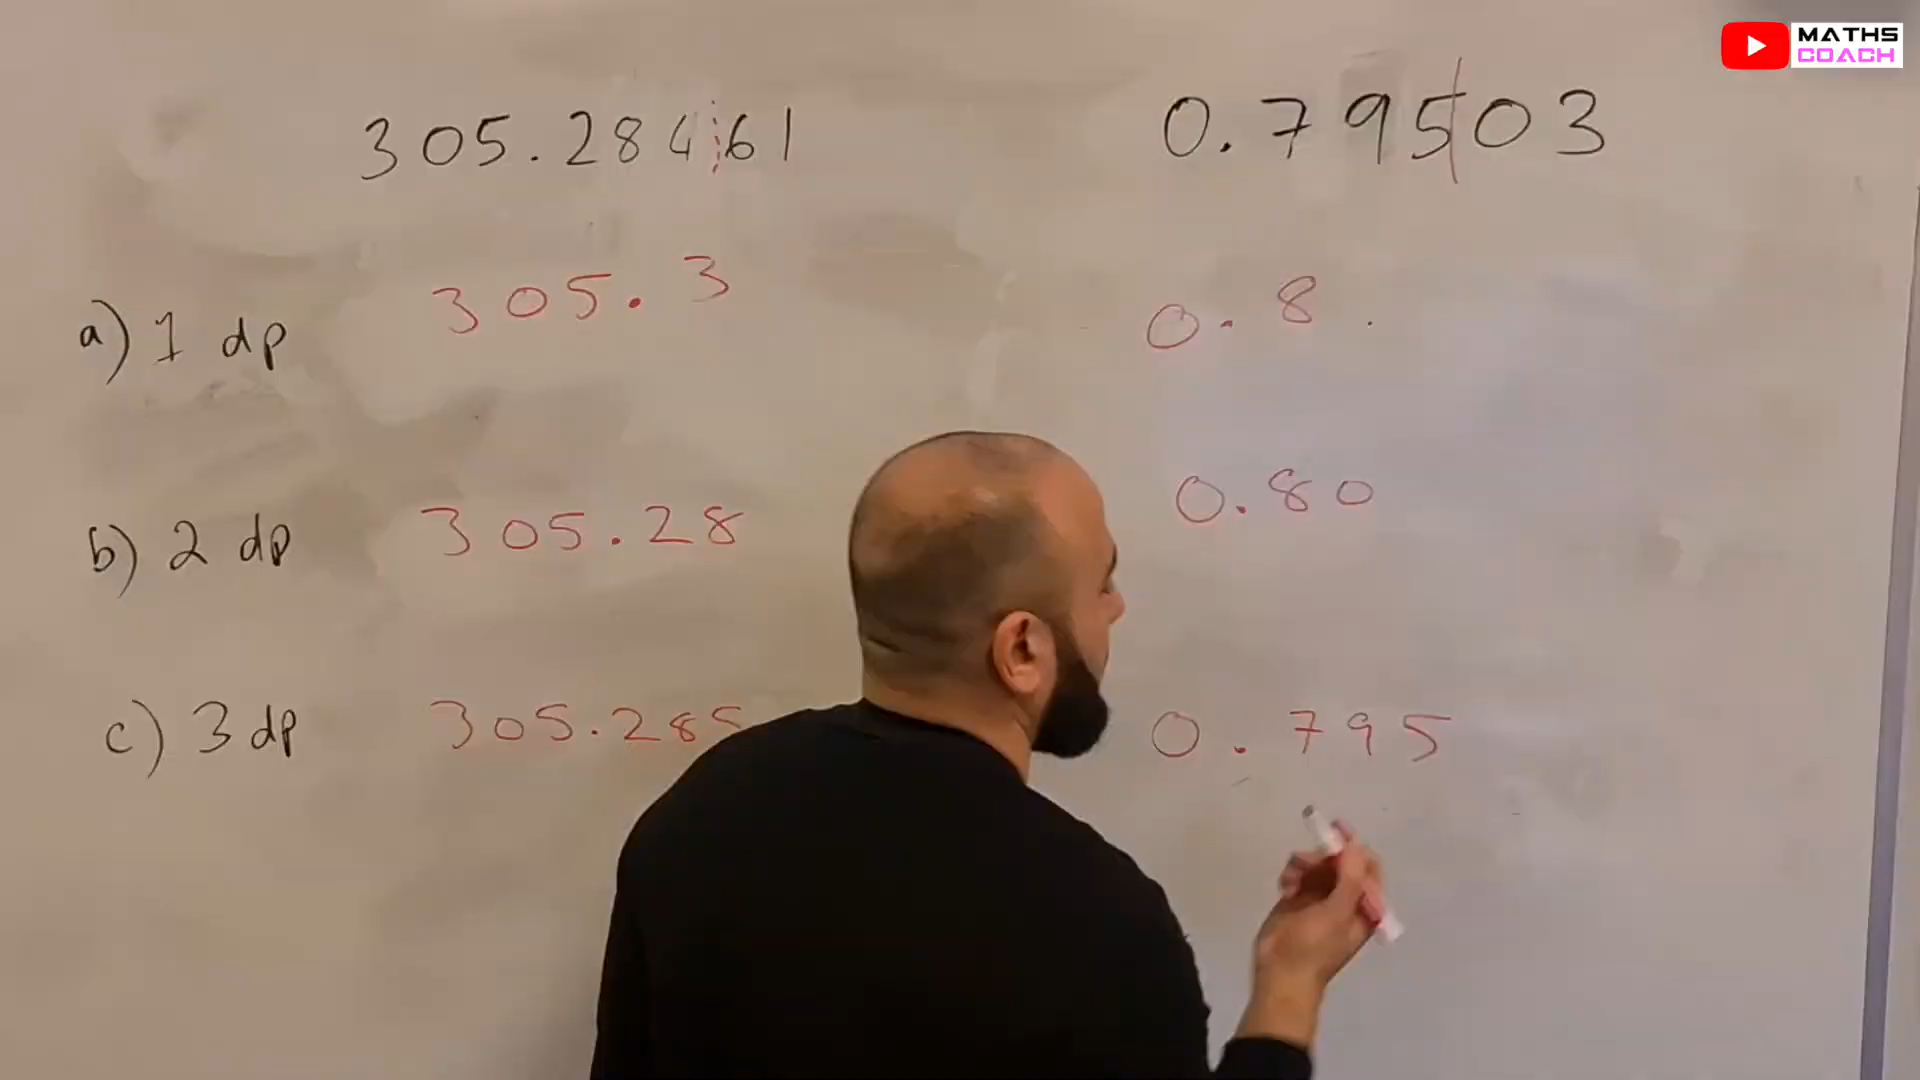 MATHS
COACH
305.28461
0.79503
a) 1 dp
305.3
0.8
b) 2 dp
305.28
0.80
c) 3 dp
305.285
0.795